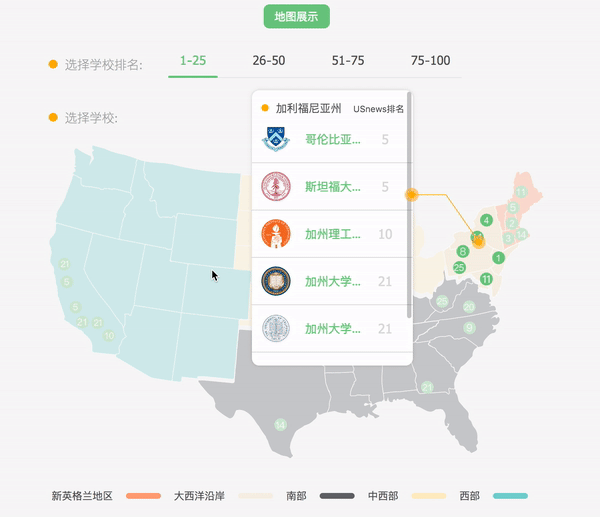 地图展示
选择学校排名: 1-25 26-50 51-75 75-100
选择学校:
加利福尼亚州 USnews排名
哥伦比亚... 5
斯坦福大... 5
加州理工... 10
加州大学... 21
加州大学... 21
21
5
5
21 21
10
11
5
4
2
3 14
8
1
25
11
20
9
21
14
新英格兰地区 大西洋沿岸 南部 中西部 西部